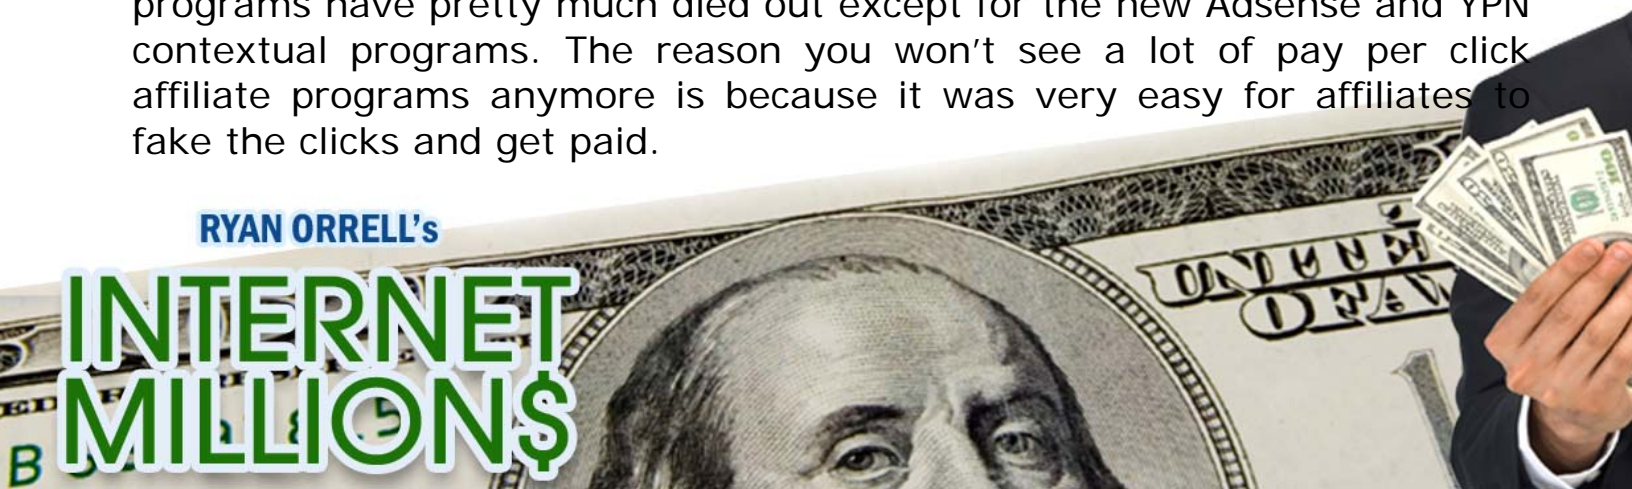 programs have pretty much died out except for the new Adsense and YPN
contextual programs. The reason you won't see a lot of pay per click
affiliate programs anymore is because it was very easy for affiliates to
fake the clicks and get paid.
RYAN ORRELL's
INTERNET
MILLION$